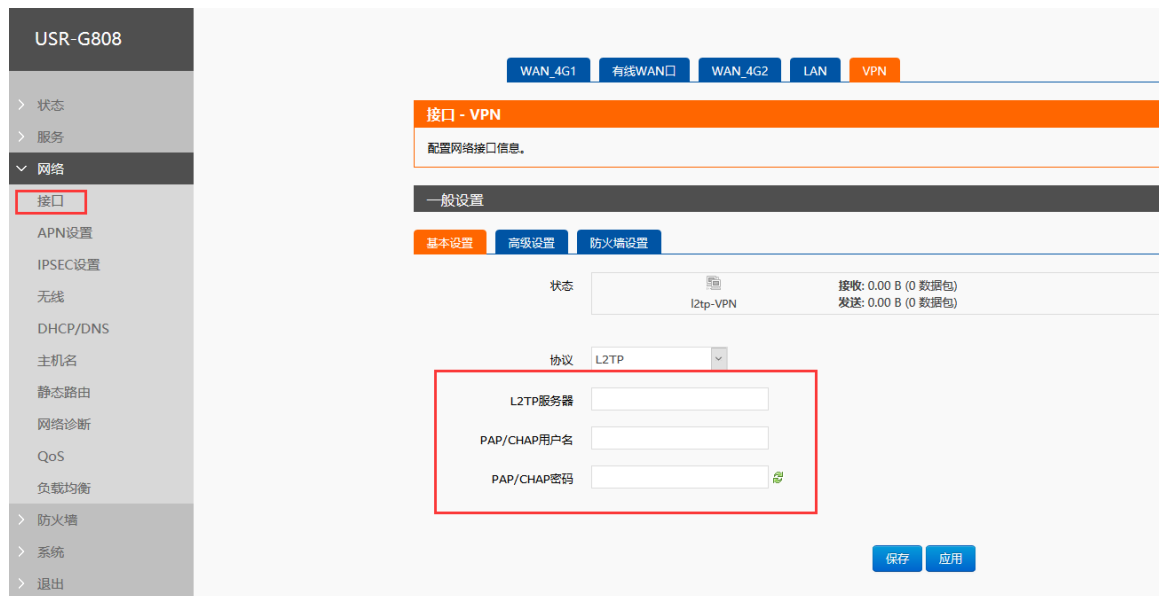 USR-G808
状态
服务
网络
接口
APN设置
IPSEC设置
无线
DHCP/DNS
主机名
静态路由
网络诊断
QoS
负载均衡
防火墙
系统
退出
WAN_4G1 有线WAN口 WAN_4G2 LAN VPN
接口 - VPN
配置网络接口信息。
一般设置
基本设置 高级设置 防火墙设置
状态
l2tp-VPN
接收: 0.00 B (0 数据包)
发送: 0.00 B (0 数据包)
协议 L2TP
L2TP服务器
PAP/CHAP用户名
PAP/CHAP密码
保存 应用